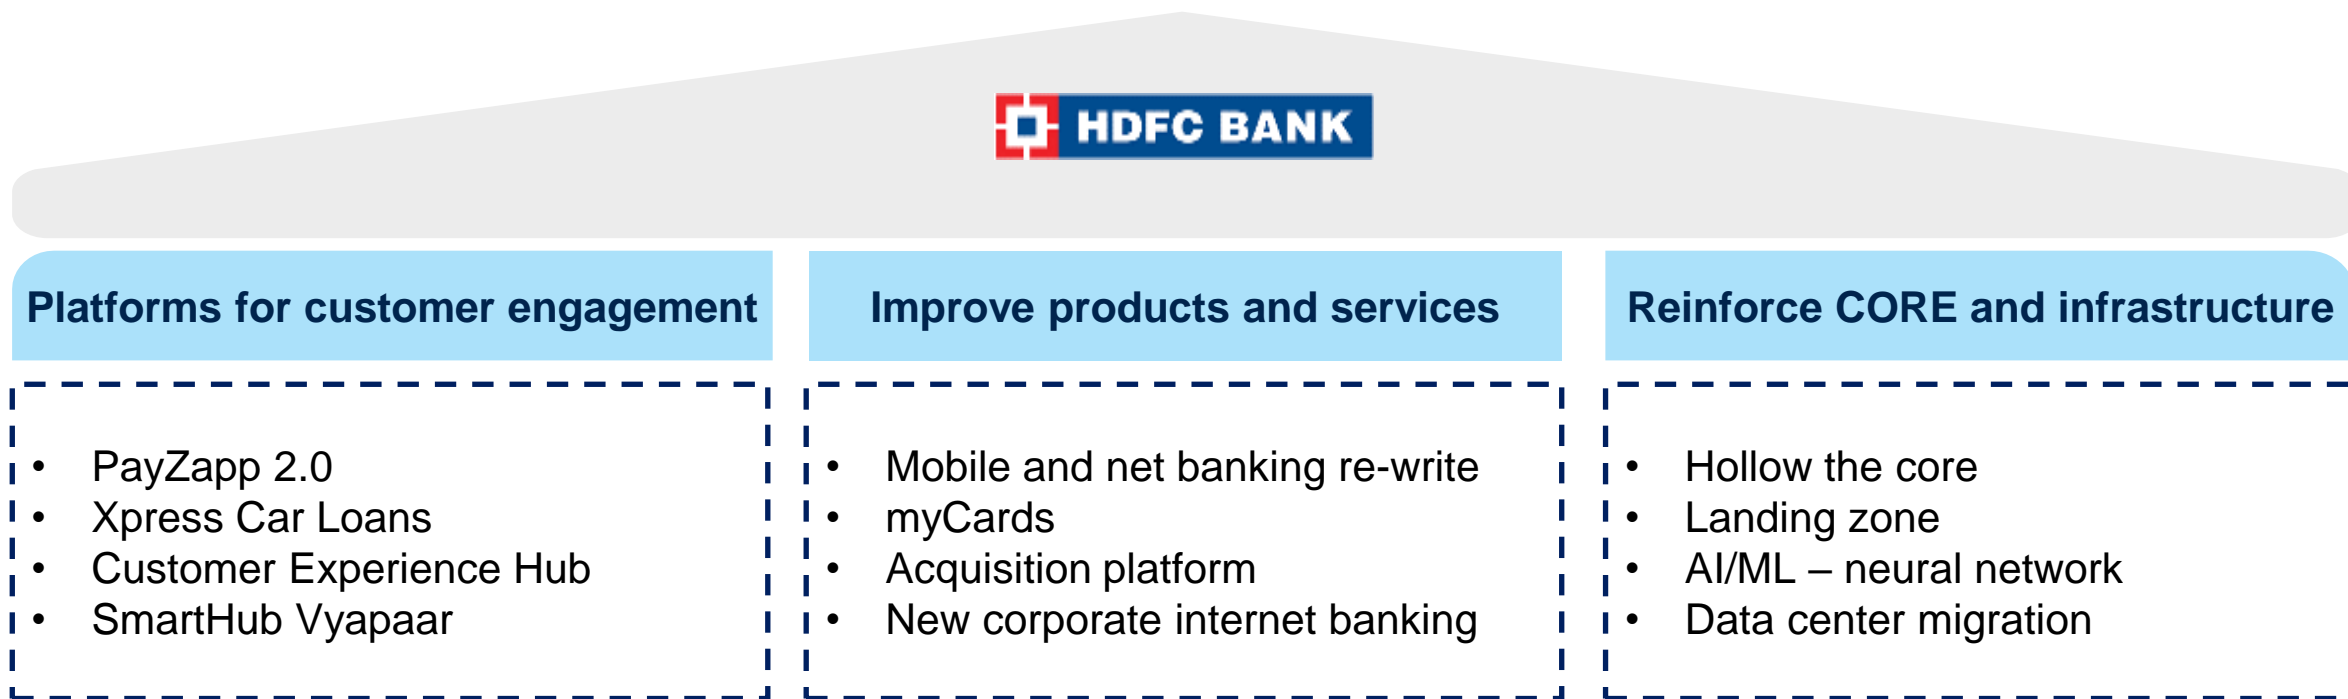 HDFC BANK
Platforms for customer engagement
• PayZapp 2.0
• Xpress Car Loans
• Customer Experience Hub
• SmartHub Vyapaar
Improve products and services
• Mobile and net banking re-write
• myCards
• Acquisition platform
• New corporate internet banking
Reinforce CORE and infrastructure
• Hollow the core
• Landing zone
• AI/ML – neural network
• Data center migration